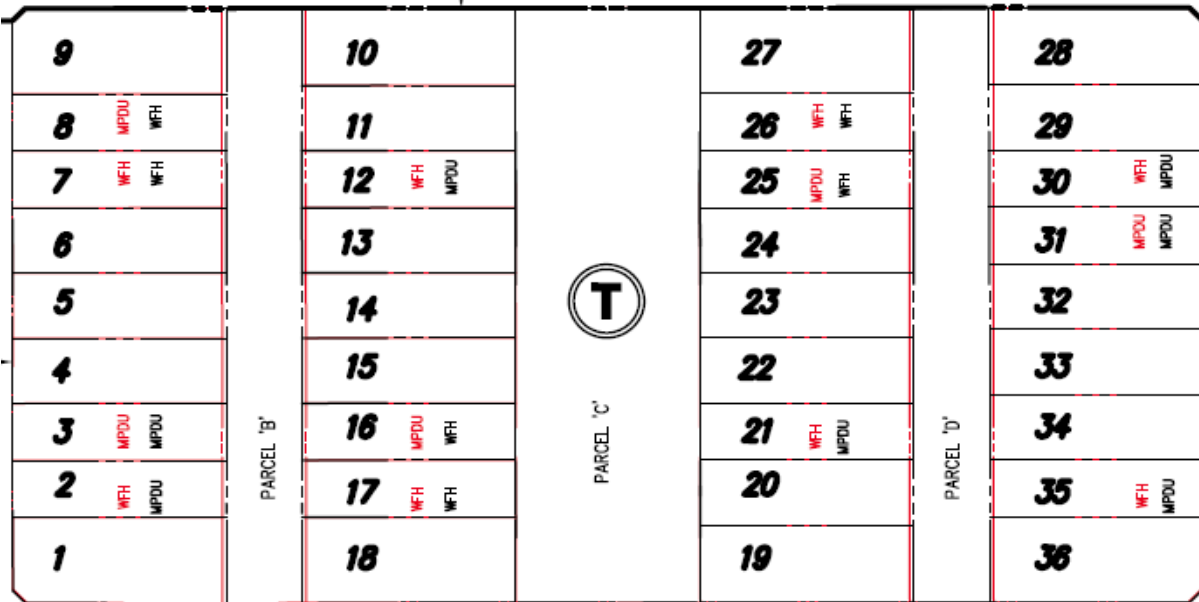 9
8 MPDU WFH
7 WFH WFH
6
5
4
3 MPDU MPDU
2 WFH MPDU
1
PARCEL 'B'
10
11
12 WFH MPDU
13
14
15
16 MPDU WFH
17 WFH WFH
18
T
PARCEL 'C'
27
26 WFH WFH
25 MPDU WFH
24
23
22
21 WFH MPDU
20
19
PARCEL 'D'
28
29
30 WFH MPDU
31 MPDU MPDU
32
33
34
35 WFH MPDU
36